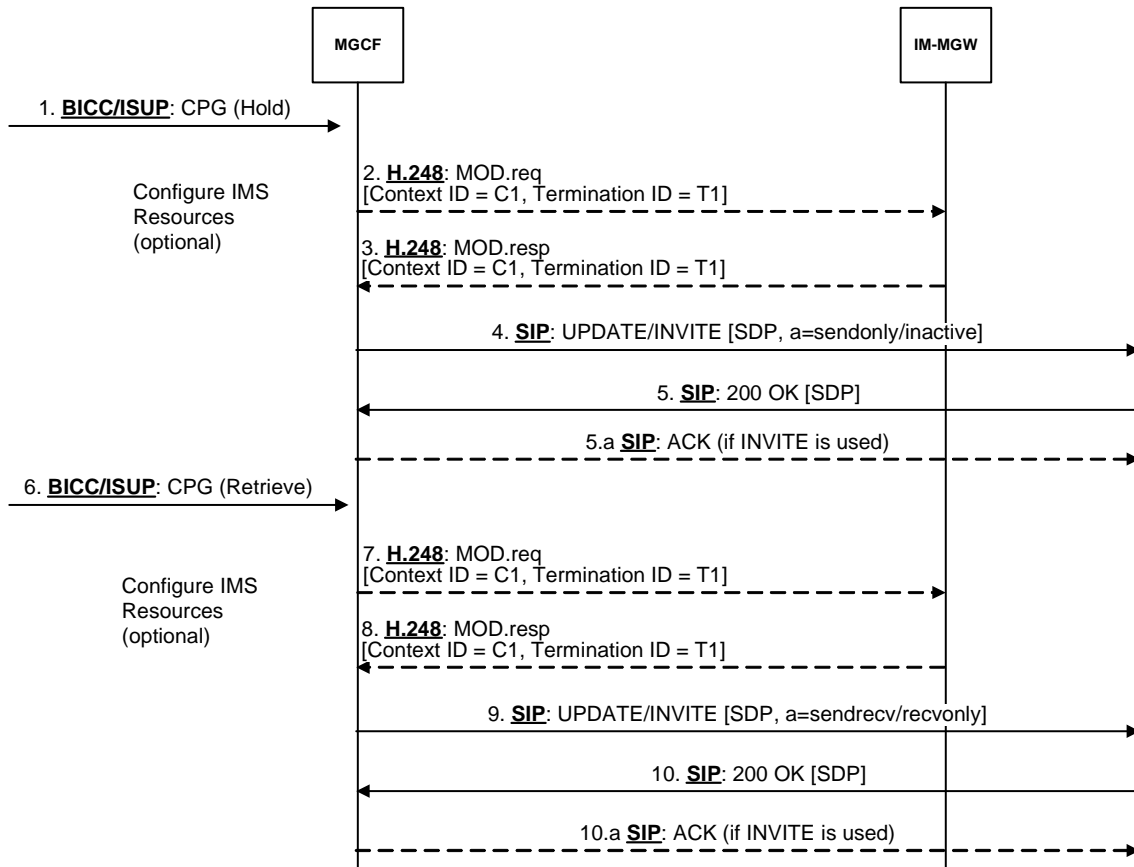 MGCF
IM-MGW
1. BICC/ISUP: CPG (Hold)
2. H.248: MOD.req
[Context ID = C1, Termination ID = T1]
Configure IMS
Resources
(optional)
3. H.248: MOD.resp
[Context ID = C1, Termination ID = T1]
4. SIP: UPDATE/INVITE [SDP, a=sendonly/inactive]
5. SIP: 200 OK [SDP]
5.a SIP: ACK (if INVITE is used)
6. BICC/ISUP: CPG (Retrieve)
7. H.248: MOD.req
[Context ID = C1, Termination ID = T1]
Configure IMS
Resources
(optional)
8. H.248: MOD.resp
[Context ID = C1, Termination ID = T1]
9. SIP: UPDATE/INVITE [SDP, a=sendrecv/recvonly]
10. SIP: 200 OK [SDP]
10.a SIP: ACK (if INVITE is used)